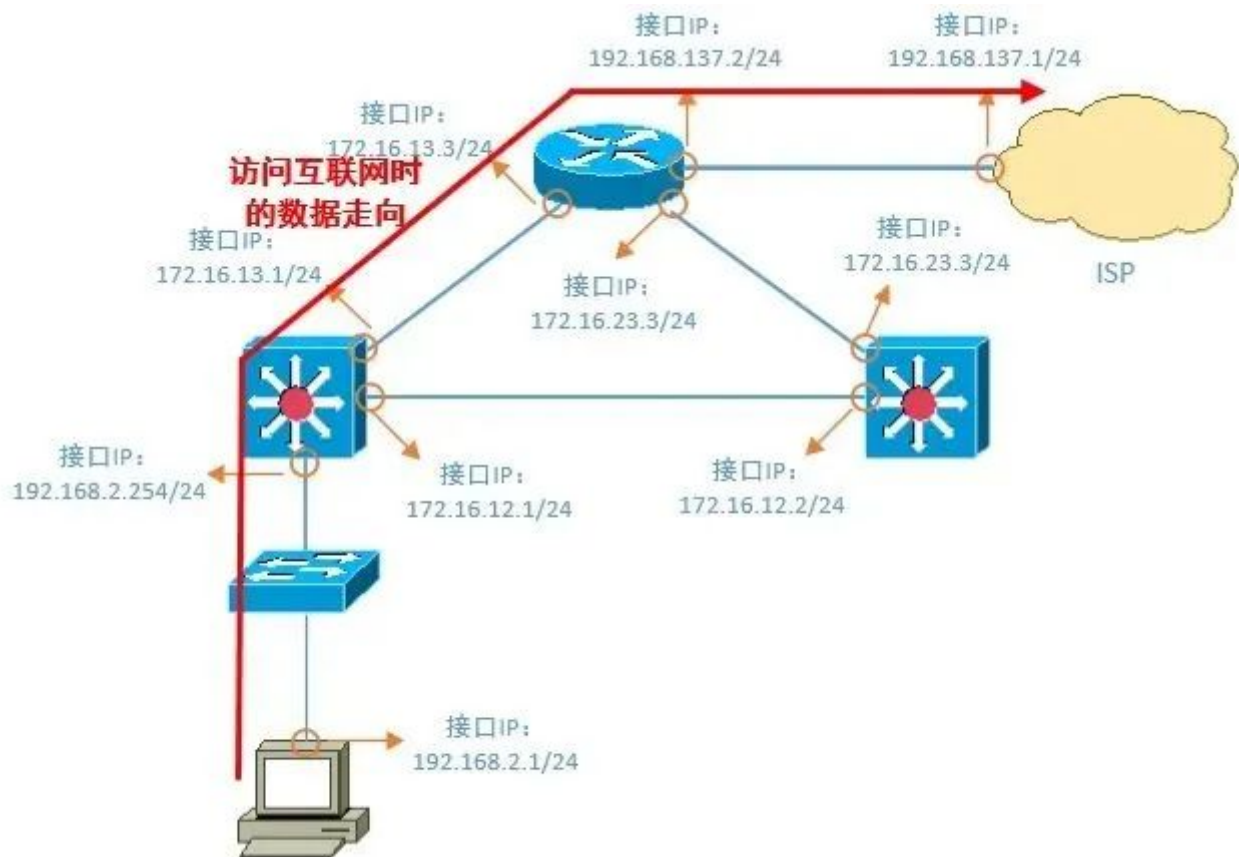 接口IP：
192.168.137.2/24
接口IP：
192.168.137.1/24
接口IP：
172.16.13.3/24
访问互联网时
的数据走向
接口IP：
172.16.13.1/24
接口IP：
172.16.23.3/24
接口IP：
172.16.23.3/24
ISP
接口IP：
192.168.2.254/24
接口IP：
172.16.12.1/24
接口IP：
172.16.12.2/24
接口IP：
192.168.2.1/24